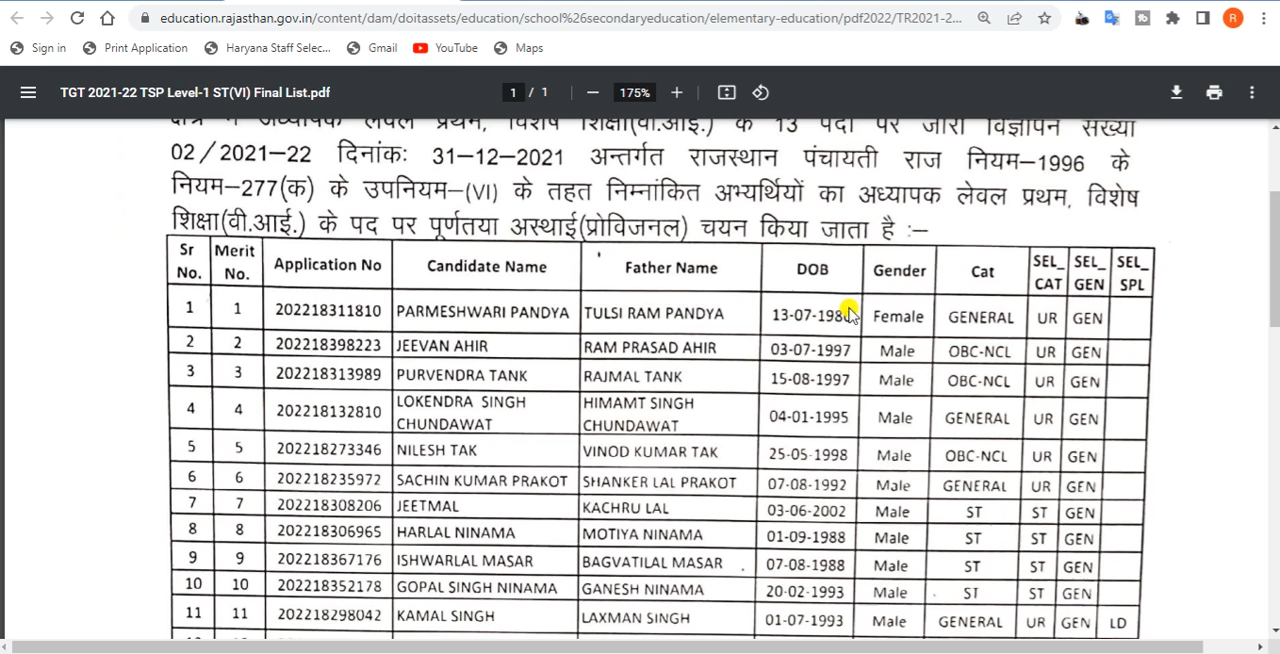 education.rajasthan.gov.in/content/dam/doitassets/education/school%26secondaryeducation/elementary-education/pdf2022/TR2021-2...
R
Sign in Print Application Haryana Staff Selec... Gmail YouTube Maps
TGT 2021-22 TSP Level-1 ST(VI) Final List.pdf 1 / 1 175%
क्षेत्र में अध्यापक लेवल प्रथम, विशेष शिक्षा(वी.आई.) के 13 पदों पर जारी विज्ञापन संख्या
02/2021-22 दिनांकः 31-12-2021 अन्तर्गत राजस्थान पंचायती राज नियम-1996 के
नियम-277(क) के उपनियम-(VI) के तहत निम्नांकित अभ्यर्थियों का अध्यापक लेवल प्रथम, विशेष
शिक्षा(वी.आई.) के पद पर पूर्णतया अस्थाई(प्रोविजनल) चयन किया जाता है :-
Sr No. Merit No. Application No Candidate Name Father Name DOB Gender Cat SEL_CAT SEL_GEN SEL_SPL
1 1 202218311810 PARMESHWARI PANDYA TULSI RAM PANDYA Female GENERAL UR GEN
2 2 202218398223 JEEVAN AHIR RAM PRASAD AHIR 03-07-1997 Male OBC-NCL UR GEN
3 3 202218313989 PURVENDRA TANK RAJMAL TANK 15-08-1997 Male OBC-NCL UR GEN
4 4 202218132810 LOKENDRA SINGH CHUNDAWAT HIMAMT SINGH CHUNDAWAT 04-01-1995 Male GENERAL UR GEN
5 5 202218273346 NILESH TAK VINOD KUMAR TAK 25-05-1998 Male OBC-NCL UR GEN
6 6 202218235972 SACHIN KUMAR PRAKOT SHANKER LAL PRAKOT 07-08-1992 Male GENERAL UR GEN
7 7 202218308206 JEETMAL KACHRU LAL 03-06-2002 Male ST ST GEN
8 8 202218306965 HARLAL NINAMA MOTIYA NINAMA 01-09-1988 Male ST ST GEN
9 9 202218367176 ISHWARLAL MASAR BAGVATILAL MASAR 07-08-1988 Male ST ST GEN
10 10 202218352178 GOPAL SINGH NINAMA GANESH NINAMA 20-02-1993 Male ST ST GEN
11 11 202218298042 KAMAL SINGH LAXMAN SINGH 01-07-1993 Male GENERAL UR GEN LD